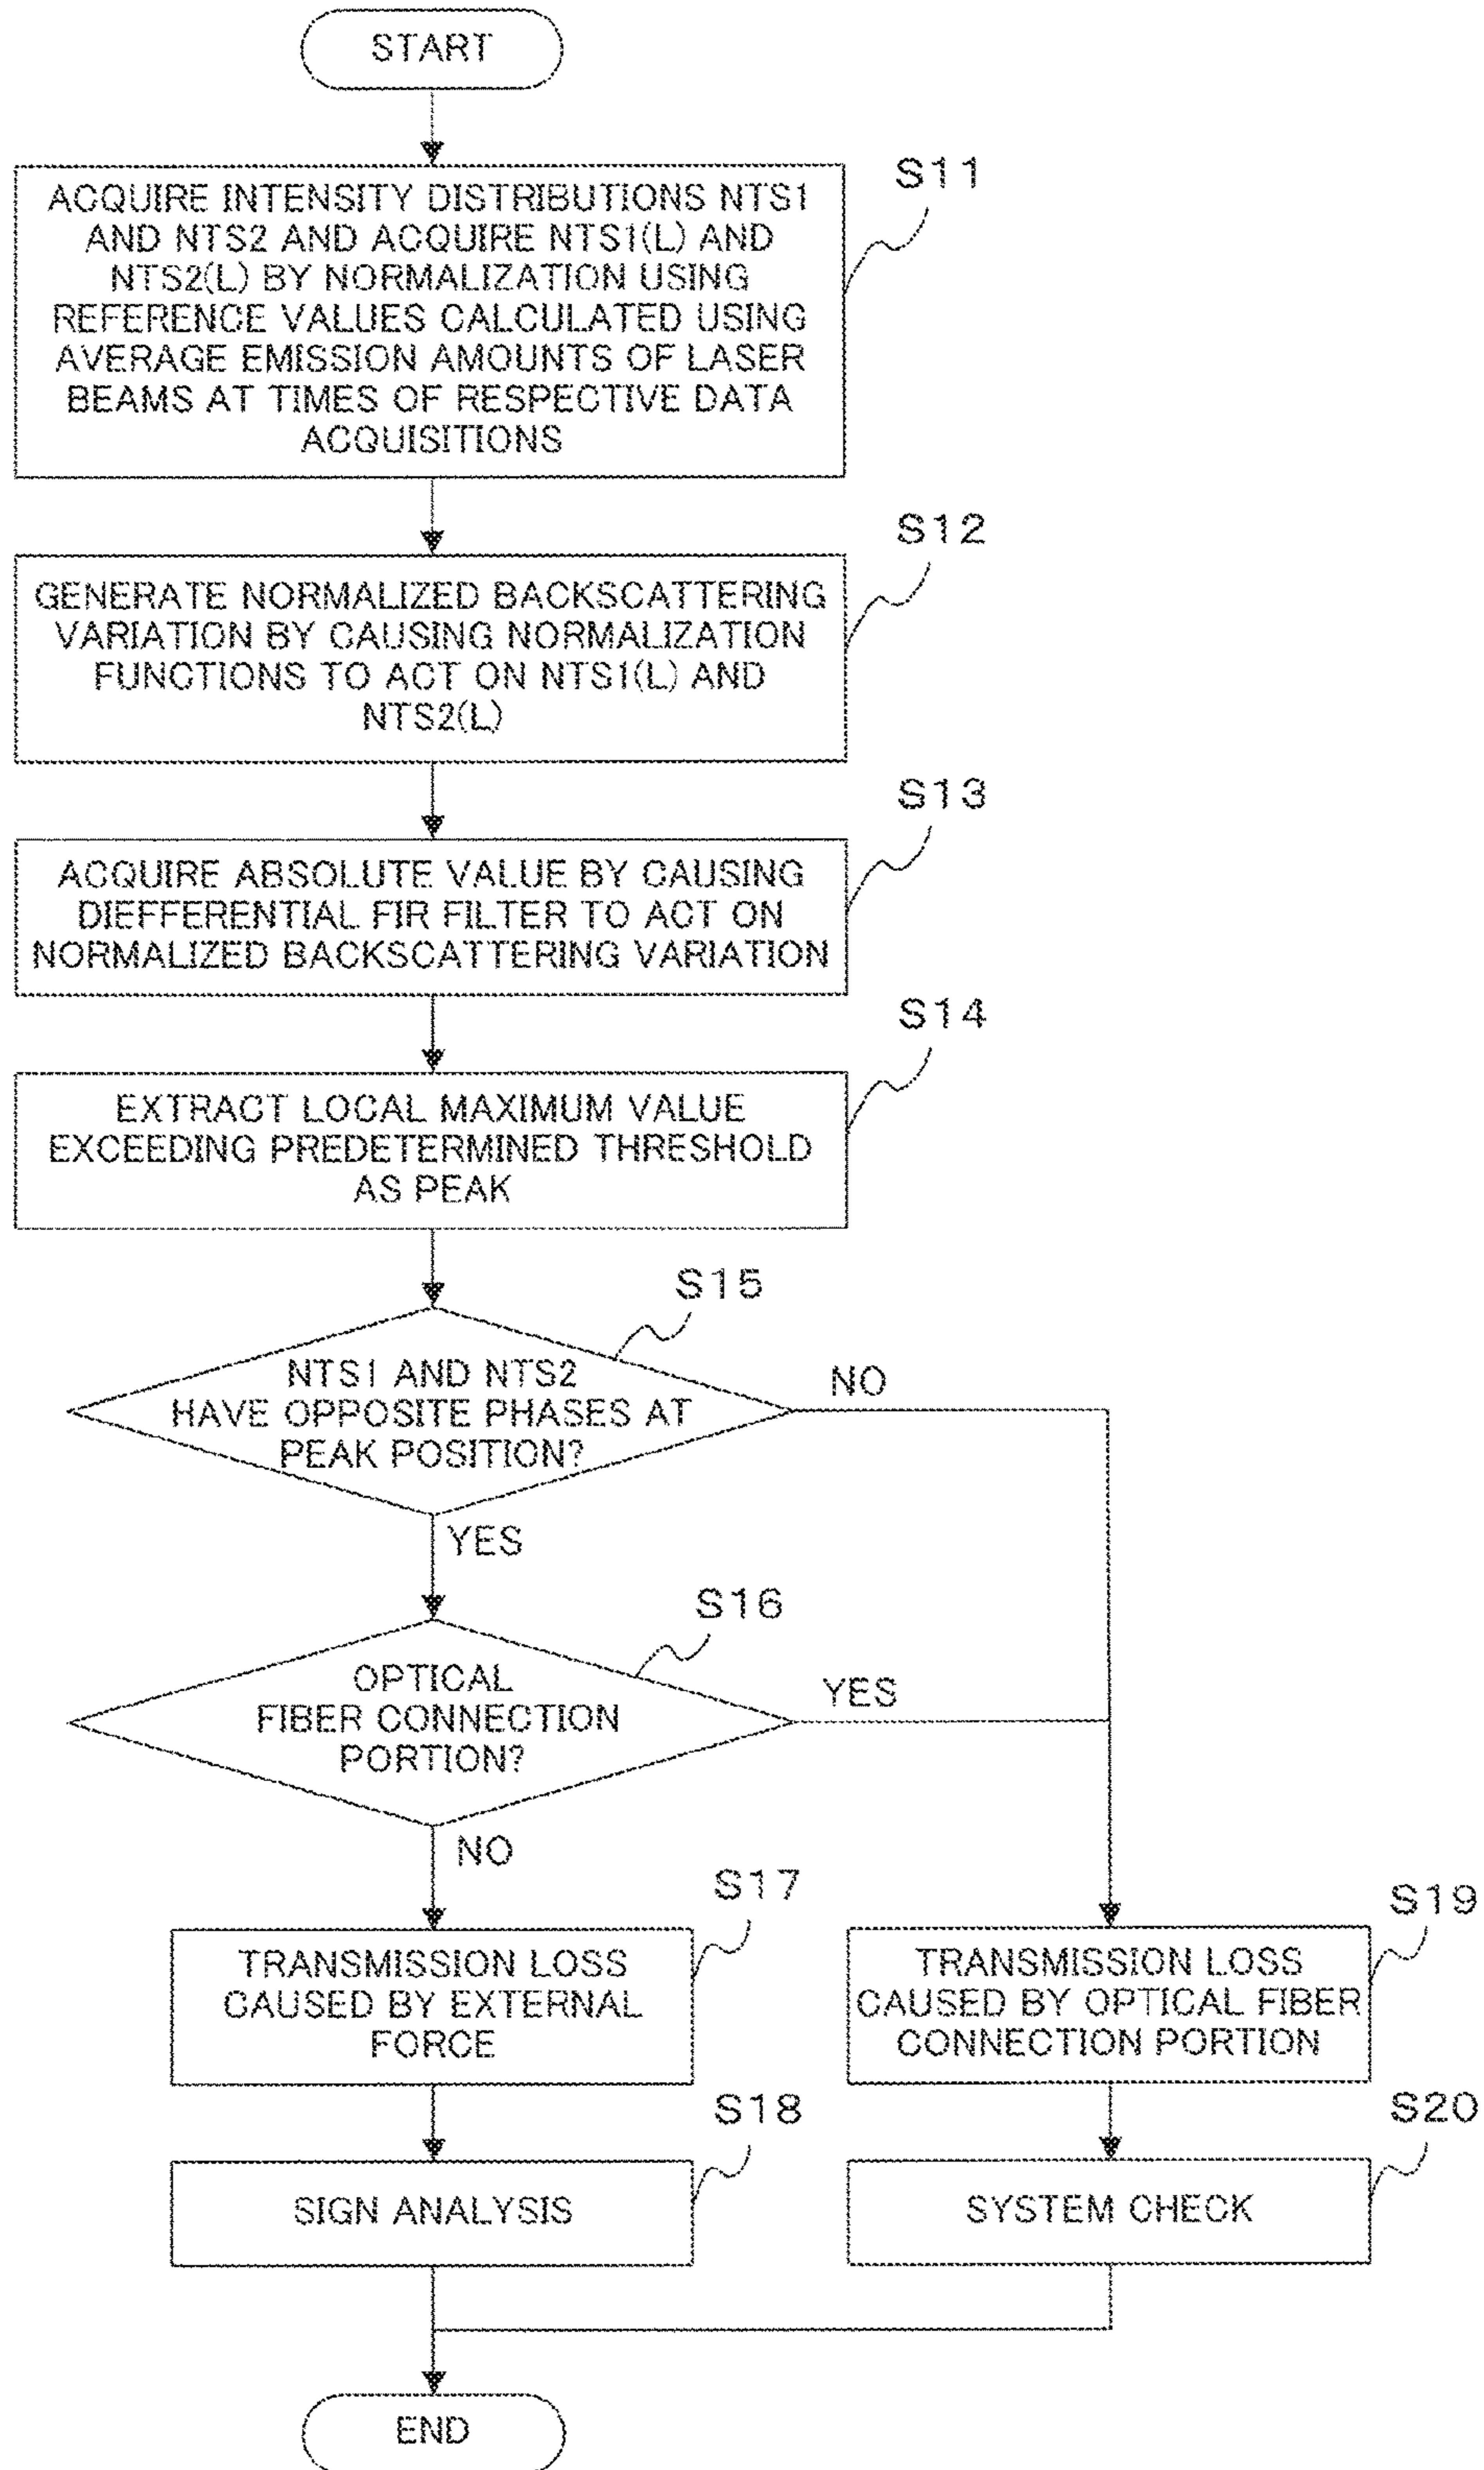 START
S11
ACQUIRE INTENSITY DISTRIBUTIONS NTS1
AND NTS2 AND ACQUIRE NTS1(L) AND
NTS2(L) BY NORMALIZATION USING
REFERENCE VALUES CALCULATED USING
AVERAGE EMISSION AMOUNTS OF LASER
BEAMS AT TIMES OF RESPECTIVE DATA
ACQUISITIONS
S12
GENERATE NORMALIZED BACKSCATTERING
VARIATION BY CAUSING NORMALIZATION
FUNCTIONS TO ACT ON NTS1(L) AND
NTS2(L)
S13
ACQUIRE ABSOLUTE VALUE BY CAUSING
DIEFFERENTIAL FIR FILTER TO ACT ON
NORMALIZED BACKSCATTERING VARIATION
S14
EXTRACT LOCAL MAXIMUM VALUE
EXCEEDING PREDETERMINED THRESHOLD
AS PEAK
S15
NTS1 AND NTS2
HAVE OPPOSITE PHASES AT
PEAK POSITION?
NO
YES
S16
OPTICAL
FIBER CONNECTION
PORTION?
YES
NO
S17
TRANSMISSION LOSS
CAUSED BY EXTERNAL
FORCE
S19
TRANSMISSION LOSS
CAUSED BY OPTICAL FIBER
CONNECTION PORTION
S18
SIGN ANALYSIS
S20
SYSTEM CHECK
END